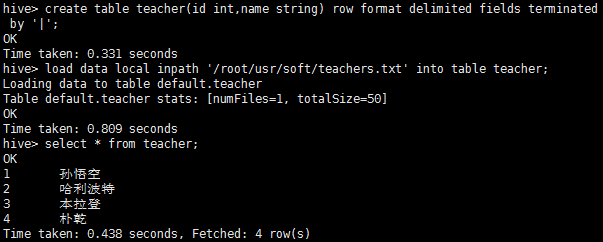 hive> create table teacher(id int,name string) row format delimited fields terminated
 by '|';
OK
Time taken: 0.331 seconds
hive> load data local inpath '/root/usr/soft/teachers.txt' into table teacher;
Loading data to table default.teacher
Table default.teacher stats: [numFiles=1, totalSize=50]
OK
Time taken: 0.809 seconds
hive> select * from teacher;
OK
1 孙悟空
2 哈利波特
3 本拉登
4 朴乾
Time taken: 0.438 seconds, Fetched: 4 row(s)